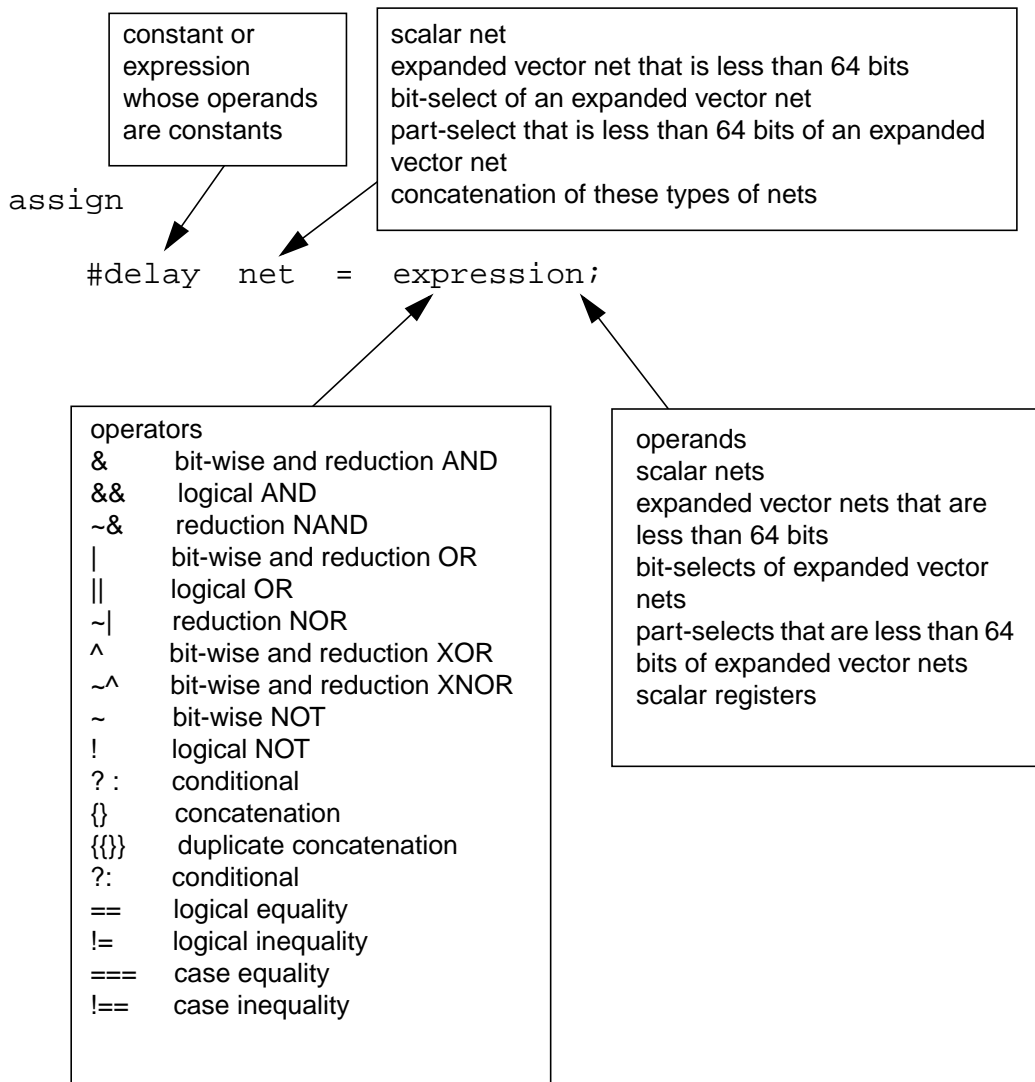 constant or
expression
whose operands
are constants
scalar net
expanded vector net that is less than 64 bits
bit-select of an expanded vector net
part-select that is less than 64 bits of an expanded
vector net
concatenation of these types of nets
assign
#delay net = expression;
operators
& bit-wise and reduction AND
&& logical AND
~& reduction NAND
| bit-wise and reduction OR
|| logical OR
~| reduction NOR
^ bit-wise and reduction XOR
~^ bit-wise and reduction XNOR
~ bit-wise NOT
! logical NOT
? : conditional
{} concatenation
{{}} duplicate concatenation
?: conditional
== logical equality
!= logical inequality
=== case equality
!== case inequality
operands
scalar nets
expanded vector nets that are
less than 64 bits
bit-selects of expanded vector
nets
part-selects that are less than 64
bits of expanded vector nets
scalar registers